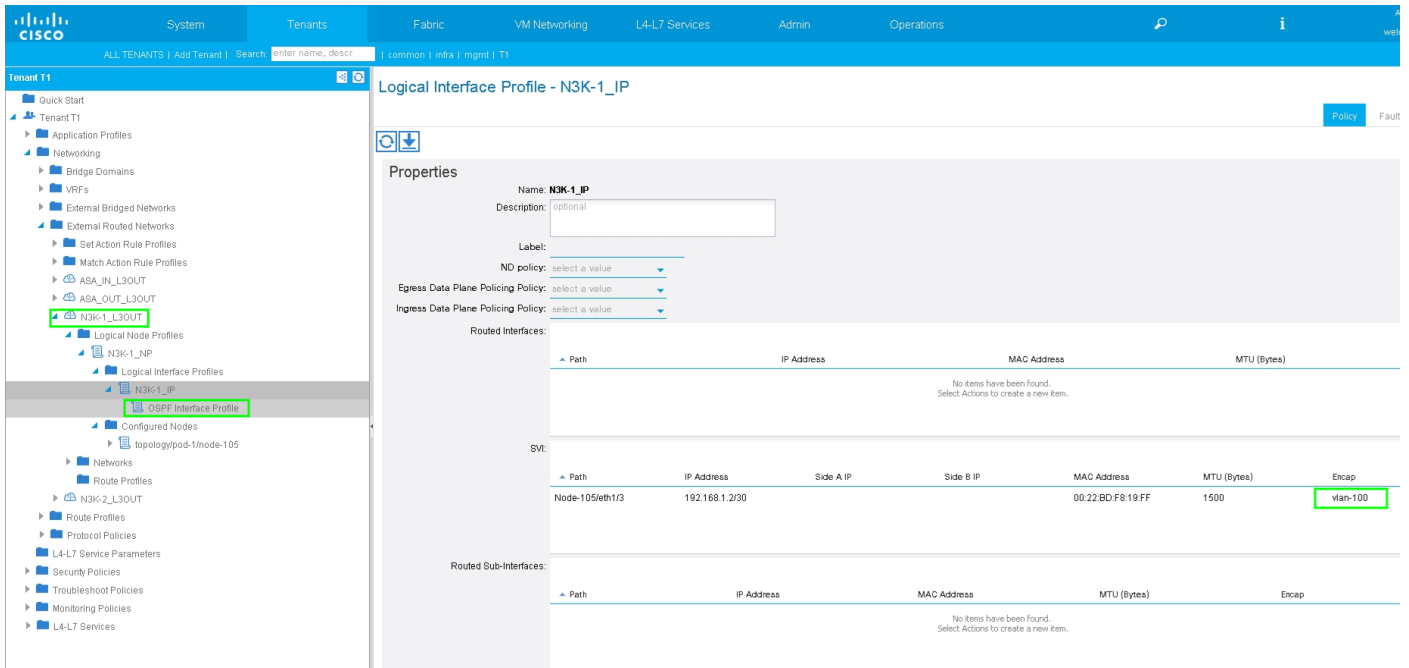 CISCO
System Tenants Fabric VM Networking L4-L7 Services Admin Operations i
ALL TENANTS | Add Tenant | Search: enter name, descr | common | infra | mgmt | T1
Tenant T1
Quick Start
Tenant T1
Application Profiles
Networking
Bridge Domains
VRFs
External Bridged Networks
External Routed Networks
Set Action Rule Profiles
Match Action Rule Profiles
ASA_IN_L3OUT
ASA_OUT_L3OUT
N3K-1_L3OUT
Logical Node Profiles
N3K-1_NP
Logical Interface Profiles
N3K-1_IP
OSPF Interface Profile
Configured Nodes
topology/pod-1/node-105
Networks
Route Profiles
N3K-2_L3OUT
Route Profiles
Protocol Policies
L4-L7 Service Parameters
Security Policies
Troubleshoot Policies
Monitoring Policies
L4-L7 Services
Logical Interface Profile - N3K-1_IP
Policy Fault
Properties
Name: N3K-1_IP
Description: optional
Label:
ND policy: select a value
Egress Data Plane Policing Policy: select a value
Ingress Data Plane Policing Policy: select a value
Routed Interfaces:
Path IP Address MAC Address MTU (Bytes)
No items have been found.
Select Actions to create a new item.
SVI:
Path IP Address Side A IP Side B IP MAC Address MTU (Bytes) Encap
Node-105/eth1/3 192.168.1.2/30 00:22:BD:F8:19:FF 1500 vlan-100
Routed Sub-Interfaces:
Path IP Address MAC Address MTU (Bytes) Encap
No items have been found.
Select Actions to create a new item.